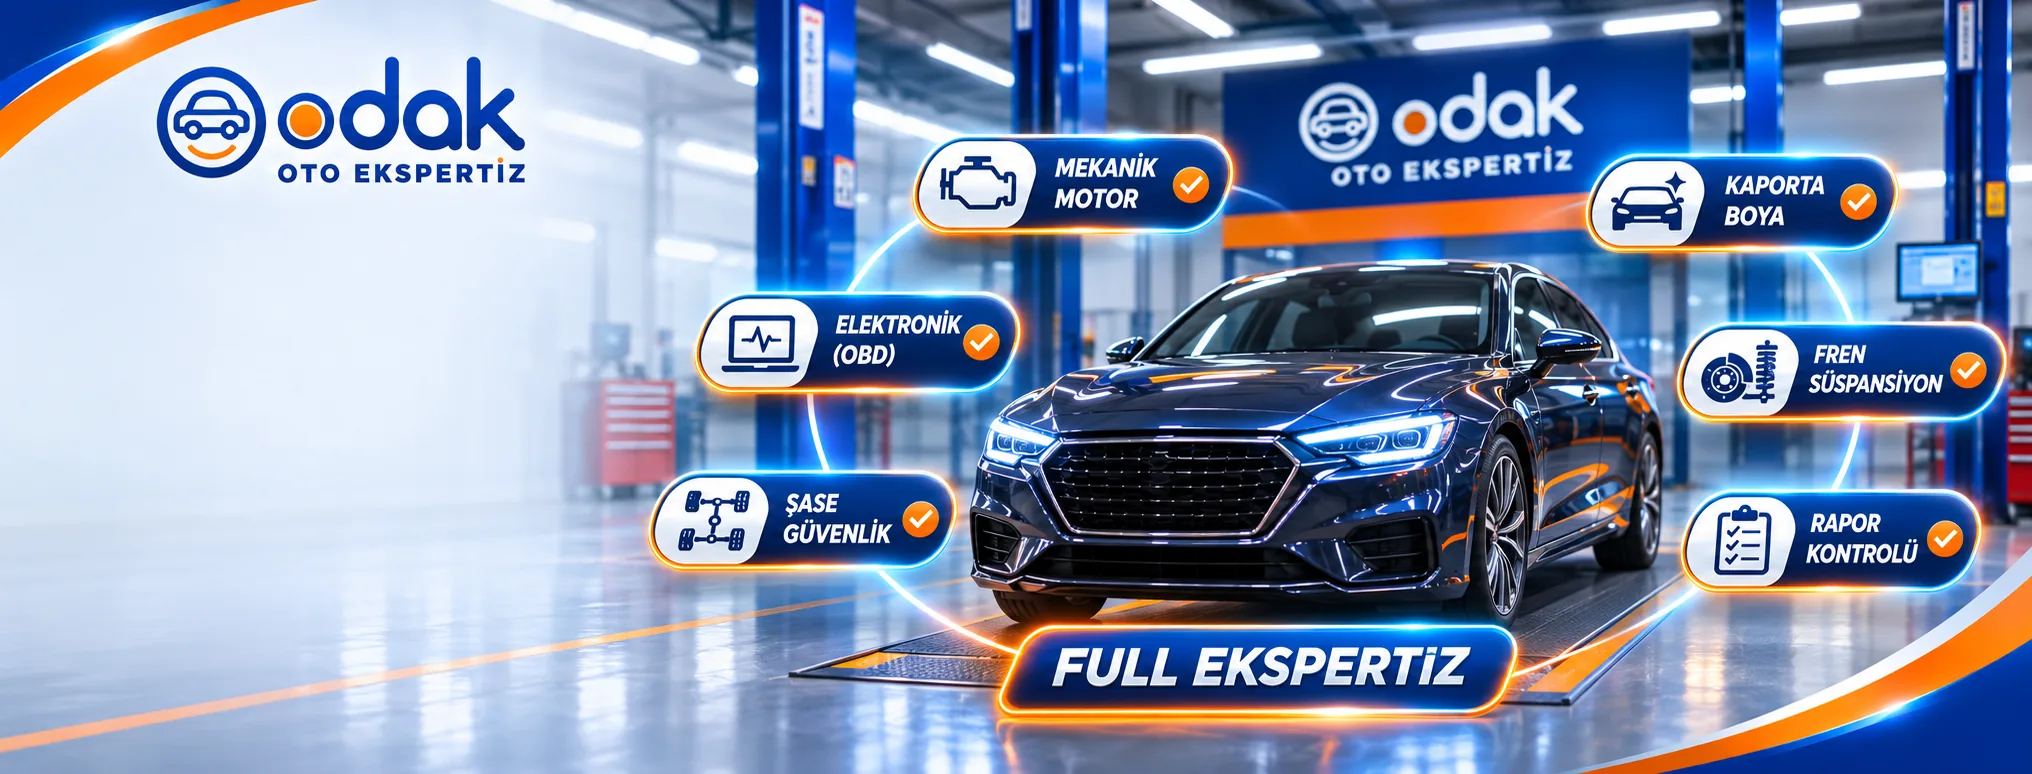 odak
OTO EKSPERTİZ
odak
OTO EKSPERTİZ
MEKANİK
MOTOR
KAPORTA
BOYA
ELEKTRONİK
(OBD)
FREN
SÜSPANSİYON
ŞASE
GÜVENLİK
RAPOR
KONTROLÜ
FULL EKSPERTİZ